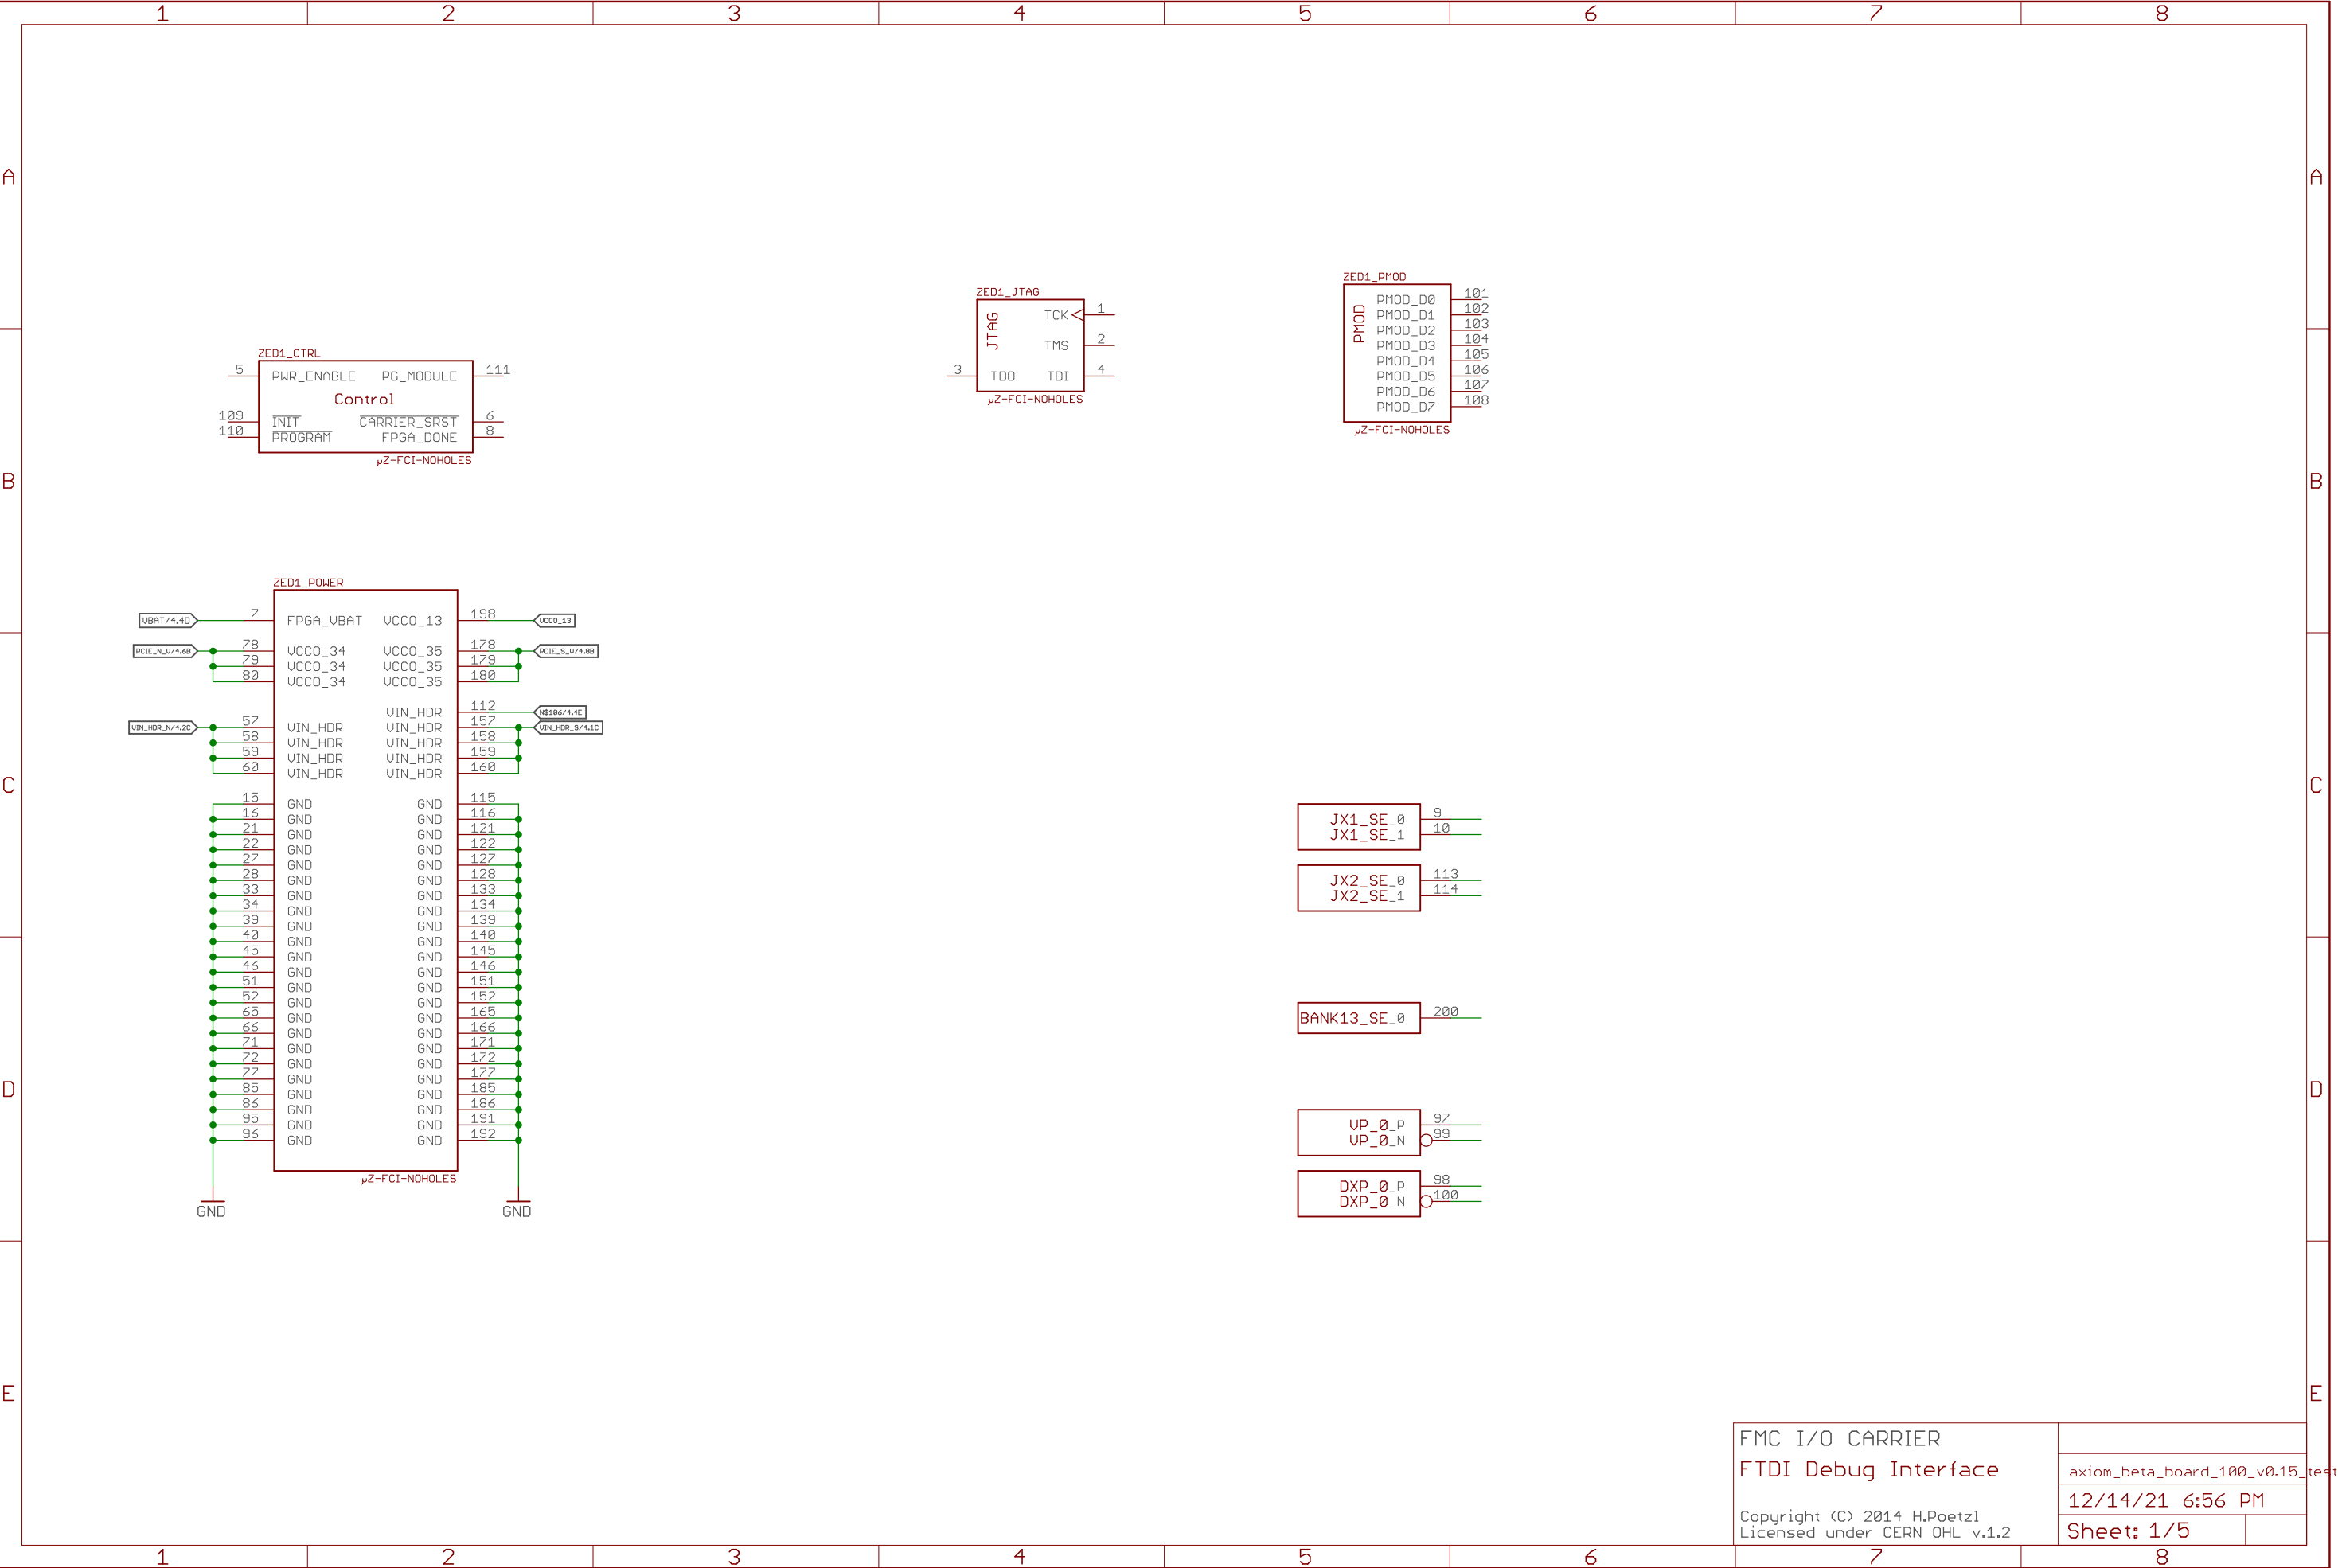 1 2 3 4 5 6 7 8
A A
B B
C C
D D
E E
ZED1_CTRL
5 PWR_ENABLE PG_MODULE 111
Control
109 INIT CARRIER_SRST 6
110 PROGRAM FPGA_DONE 8
µZ-FCI-NOHOLES
ZED1_JTAG
JTAG
TCK 1
TMS 2
3 TDO TDI 4
µZ-FCI-NOHOLES
ZED1_PMOD
PMOD
PMOD_D0 101
PMOD_D1 102
PMOD_D2 103
PMOD_D3 104
PMOD_D4 105
PMOD_D5 106
PMOD_D6 107
PMOD_D7 108
µZ-FCI-NOHOLES
ZED1_POWER
VBAT/4.4D 7 FPGA_VBAT VCCO_13 198 VCCO_13
PCIE_N_V/4.6B 78 VCCO_34 VCCO_35 178 PCIE_S_V/4.8B
79 VCCO_34 VCCO_35 179
80 VCCO_34 VCCO_35 180
VIN_HDR 112 N$106/4.4E
VIN_HDR_N/4.2C 57 VIN_HDR VIN_HDR 157 VIN_HDR_S/4.1C
58 VIN_HDR VIN_HDR 158
59 VIN_HDR VIN_HDR 159
60 VIN_HDR VIN_HDR 160
15 GND GND 115
16 GND GND 116
21 GND GND 121
22 GND GND 122
27 GND GND 127
28 GND GND 128
33 GND GND 133
34 GND GND 134
39 GND GND 139
40 GND GND 140
45 GND GND 145
46 GND GND 146
51 GND GND 151
52 GND GND 152
65 GND GND 165
66 GND GND 166
71 GND GND 171
72 GND GND 172
77 GND GND 177
85 GND GND 185
86 GND GND 186
95 GND GND 191
96 GND GND 192
µZ-FCI-NOHOLES
GND GND
JX1_SE_0 9
JX1_SE_1 10
JX2_SE_0 113
JX2_SE_1 114
BANK13_SE_0 200
VP_0_P 97
VP_0_N 99
DXP_0_P 98
DXP_0_N 100
FMC I/O CARRIER
FTDI Debug Interface
Copyright (C) 2014 H.Poetzl
Licensed under CERN OHL v.1.2
axiom_beta_board_100_v0.15_test
12/14/21 6:56 PM
Sheet: 1/5
1 2 3 4 5 6 7 8